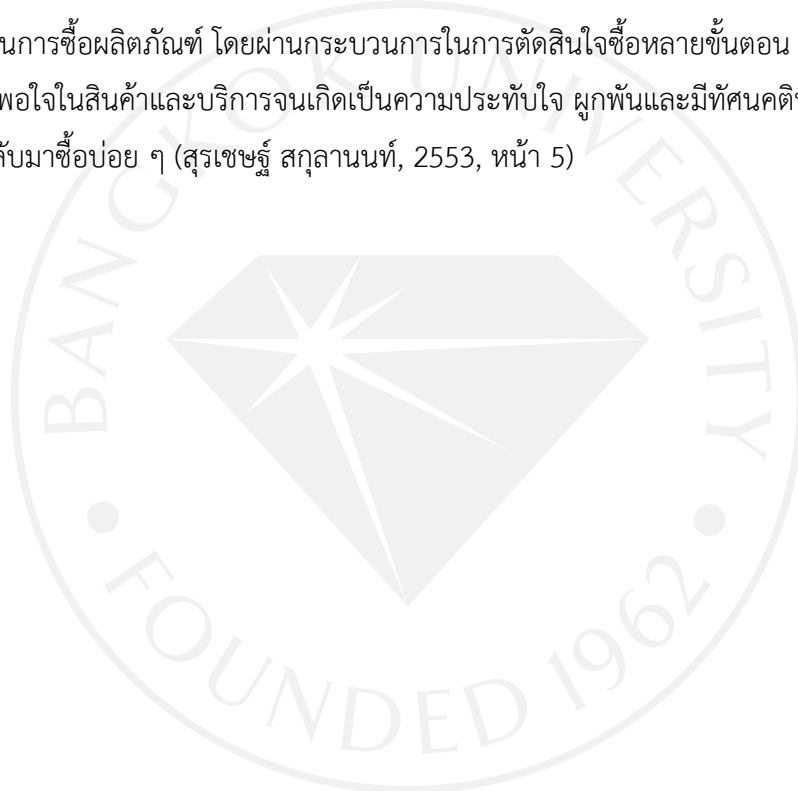 นการซื้อผลิตภัณฑ์ โดยผ่านกระบวนการในการตัดสินใจซื้อหลายขั้นตอน
พอใจในสินค้าและบริการจนเกิดเป็นความประทับใจ ผูกพันและมีทัศนคติ
ลับมาซื้อบ่อย ๆ (สุรเชษฐ์ สกุลานนท์, 2553, หน้า 5)
BANGKOK UNIVERSITY
• FOUNDED 1962 •